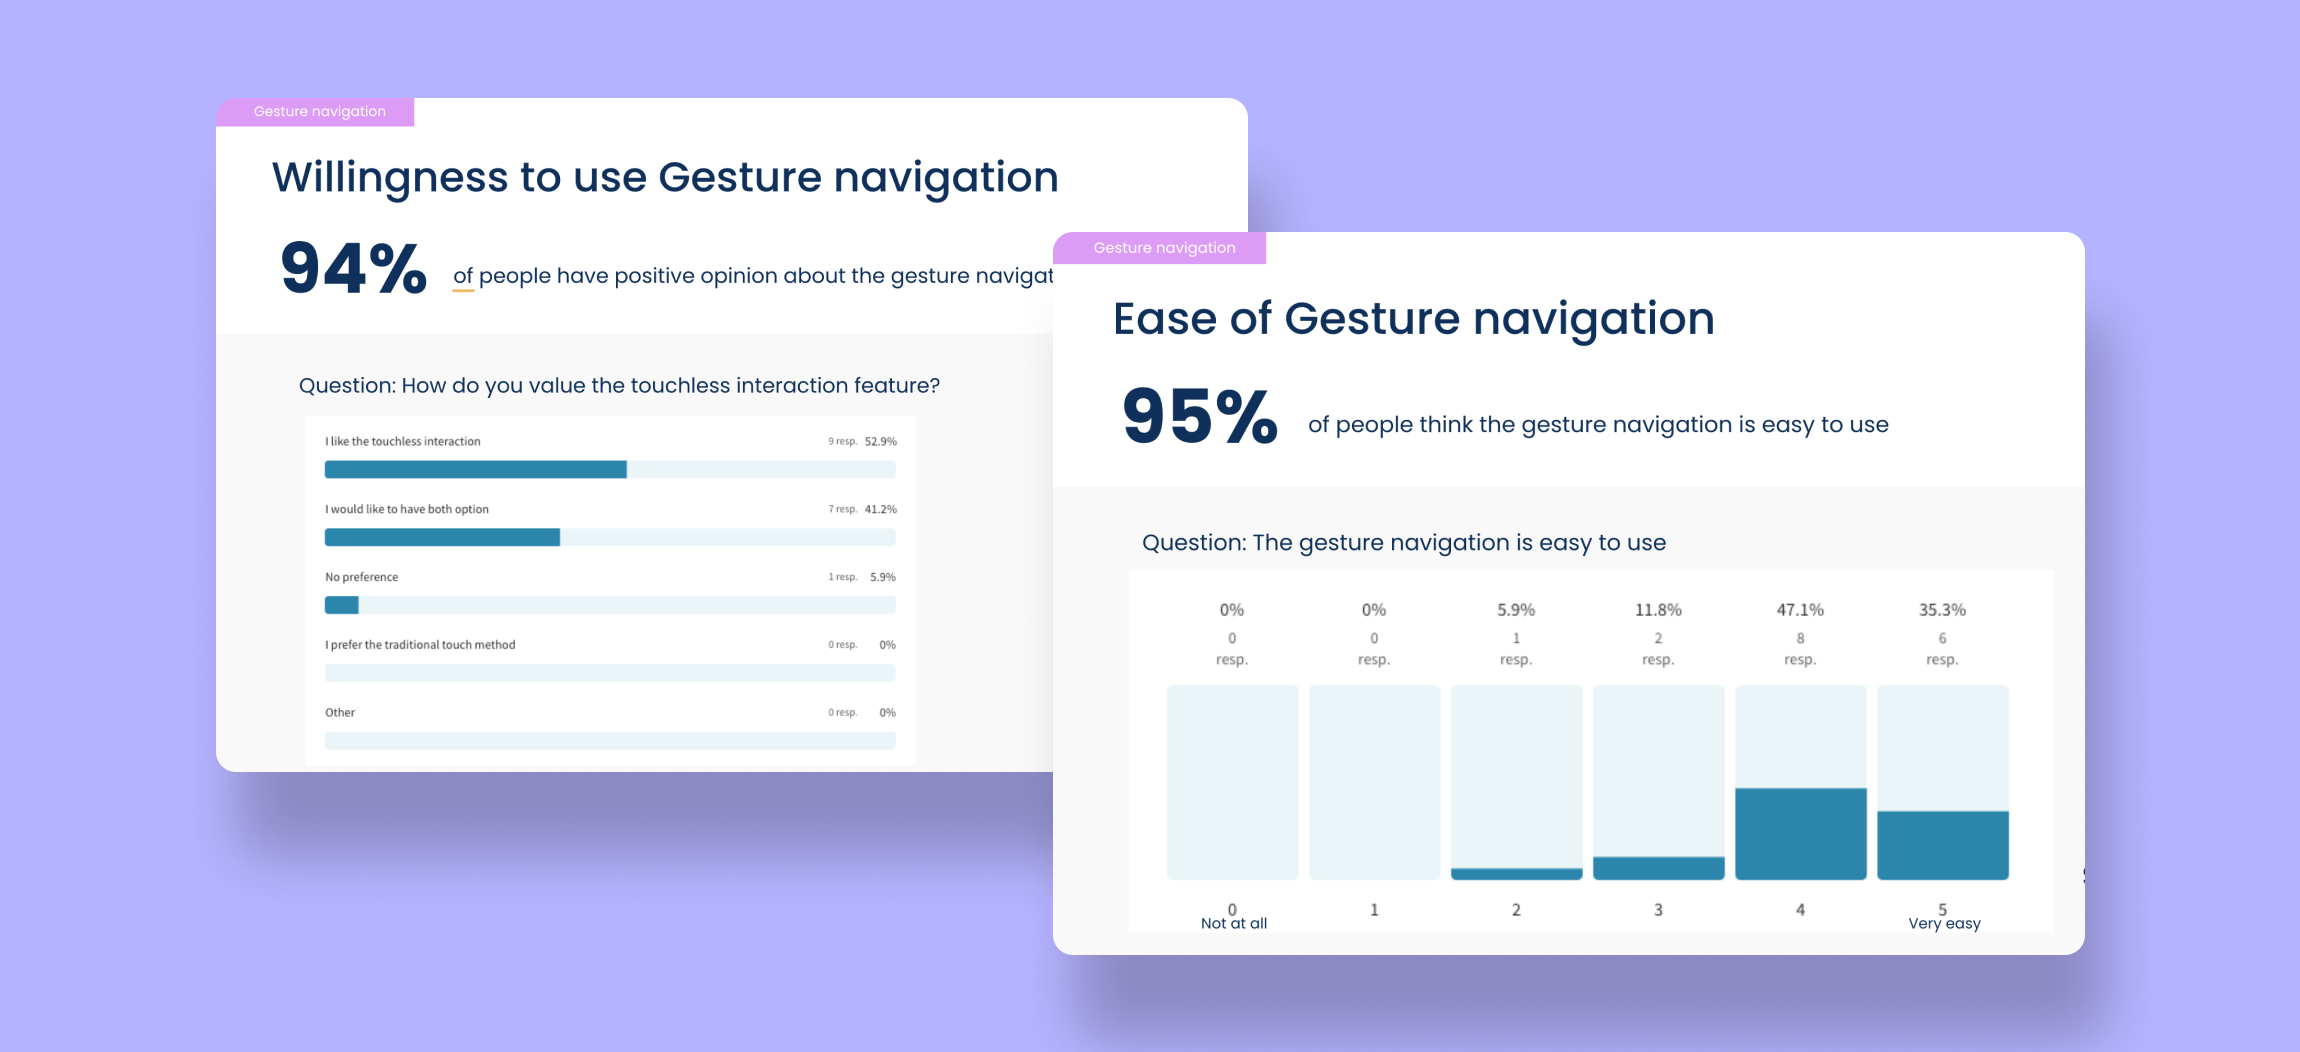 Gesture navigation
Willingness to use Gesture navigation
94% of people have positive opinion about the gesture
Question: How do you value the touchless interaction feature?
I like the touchless interaction 9 resp. 52.9%
I would like to have both option 7 resp. 41.2%
No preference 1 resp. 5.9%
I prefer the traditional touch method 0 resp. 0%
Other 0 resp. 0%
Gesture navigation
Ease of Gesture navigation
95% of people think the gesture navigation is easy to use
Question: The gesture navigation is easy to use
0% 0% 5.9% 11.8% 47.1% 35.3%
0 0 1 2 8 6
resp. resp. resp. resp. resp. resp.
0 1 2 3 4 5
Not at all Very easy